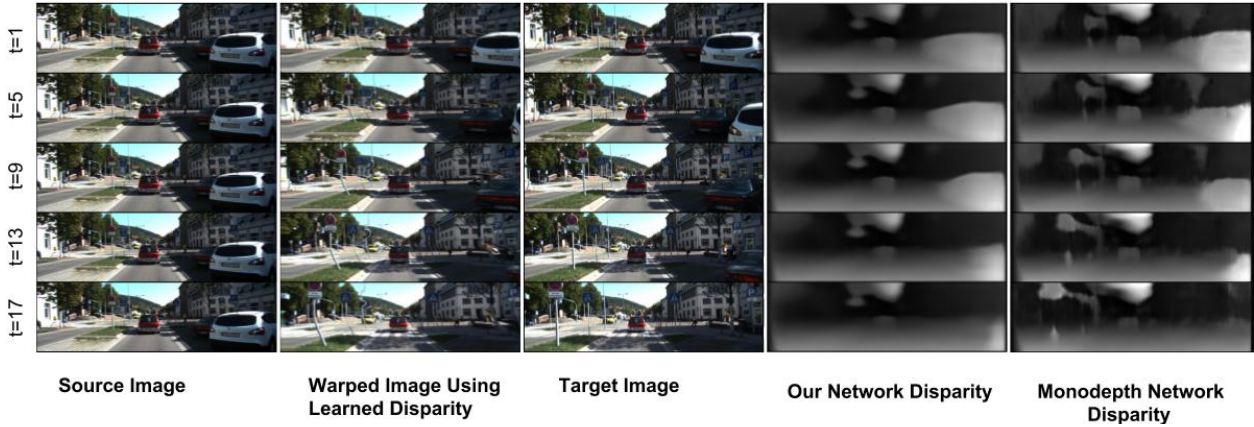 t=1
t=5
t=9
t=13
t=17
Source Image
Warped Image Using
Learned Disparity
Target Image
Our Network Disparity
Monodepth Network
Disparity